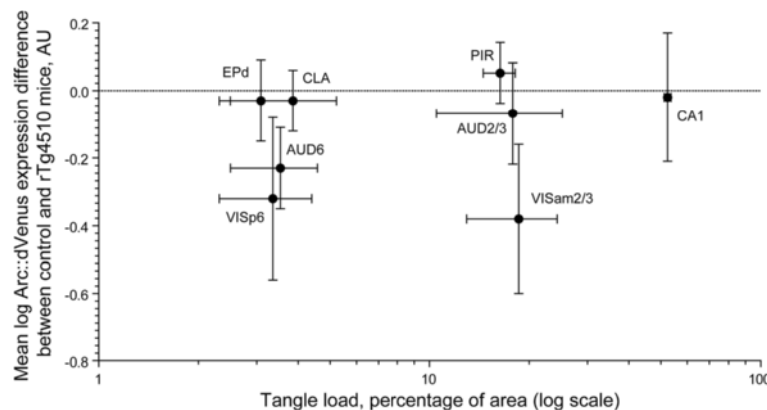 Mean log Arc::dVenus expression difference
between control and rTg4510 mice, AU
0.2
0.0
-0.2
-0.4
-0.6
-0.8
EPd
CLA
AUD6
VISp6
PIR
AUD2/3
VISam2/3
CA1
1
10
100
Tangle load, percentage of area (log scale)